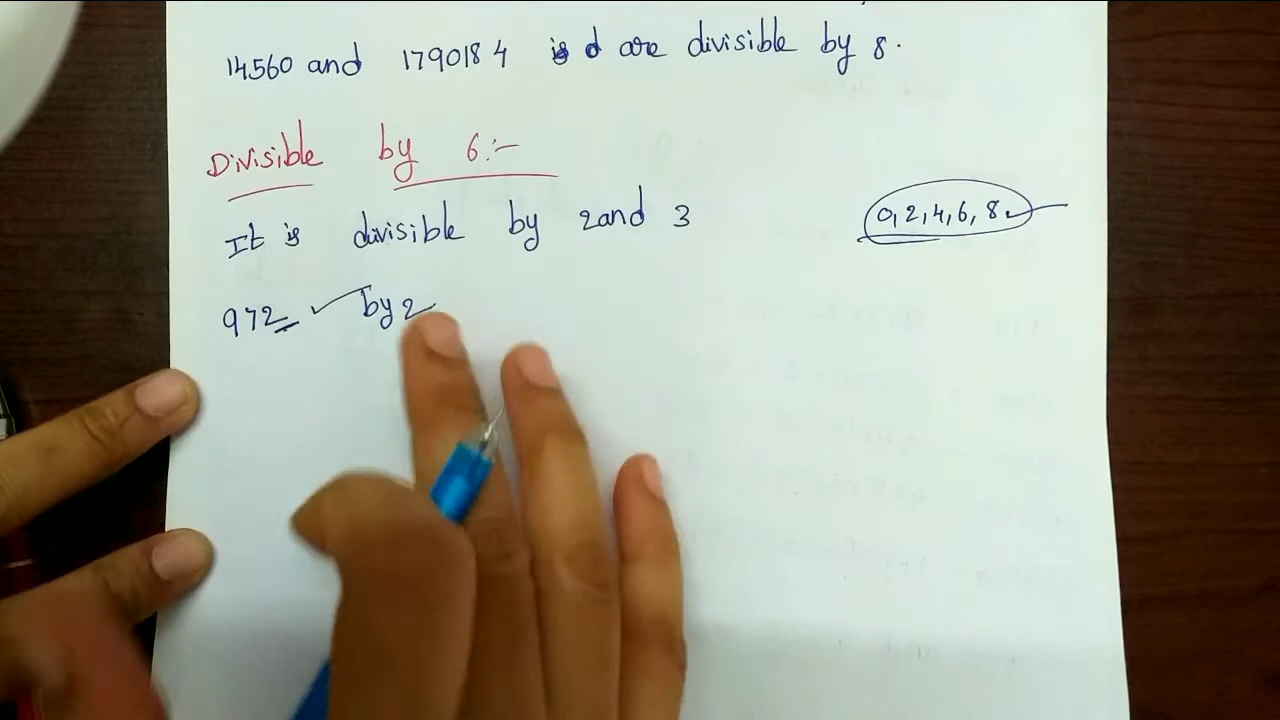 14560 and 1790184 are divisible by 8.
Divisible by 6:-
It is divisible by 2 and 3
0, 2, 4, 6, 8
972 ✓ by 2